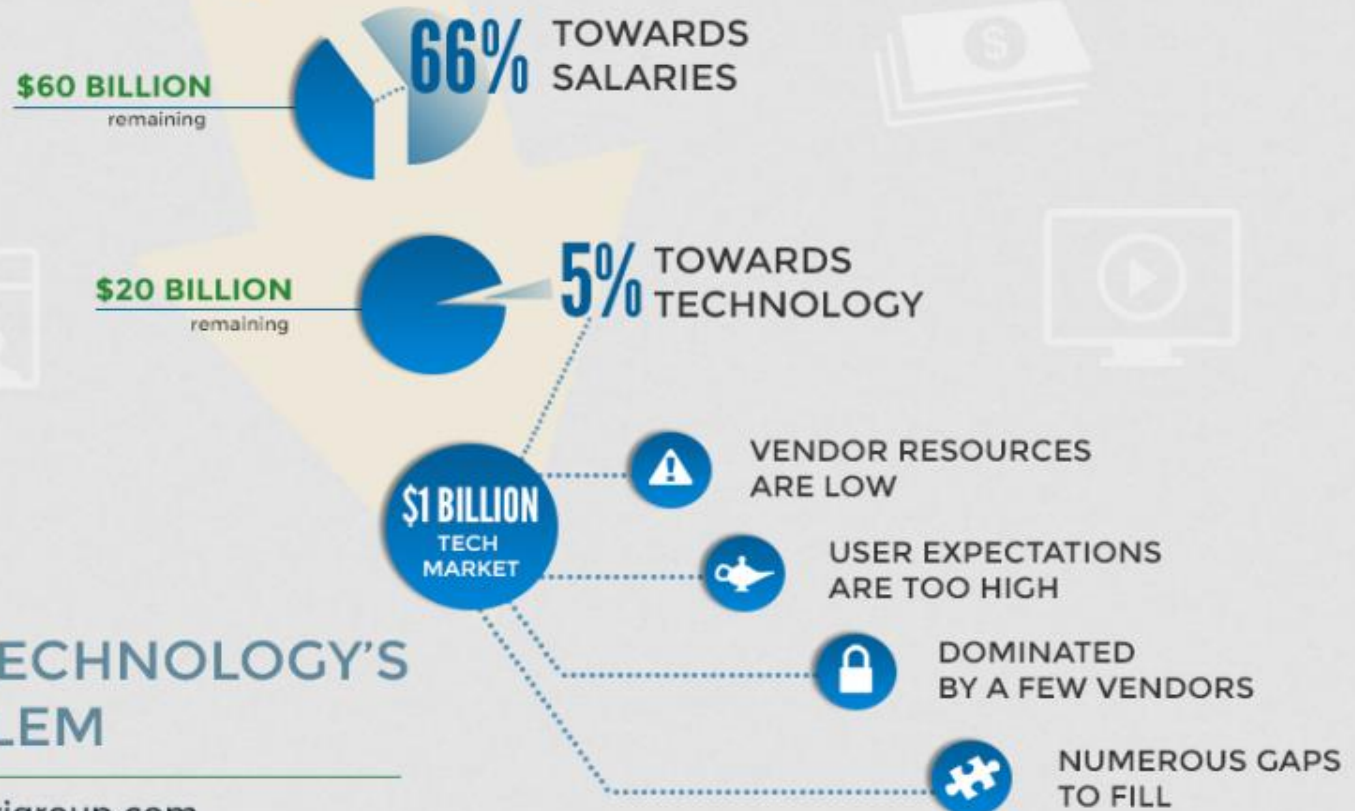 $60 BILLION
remaining
66%
TOWARDS
SALARIES
$20 BILLION
remaining
5%
TOWARDS
TECHNOLOGY
$1 BILLION
TECH
MARKET
VENDOR RESOURCES
ARE LOW
USER EXPECTATIONS
ARE TOO HIGH
DOMINATED
BY A FEW VENDORS
NUMEROUS GAPS
TO FILL